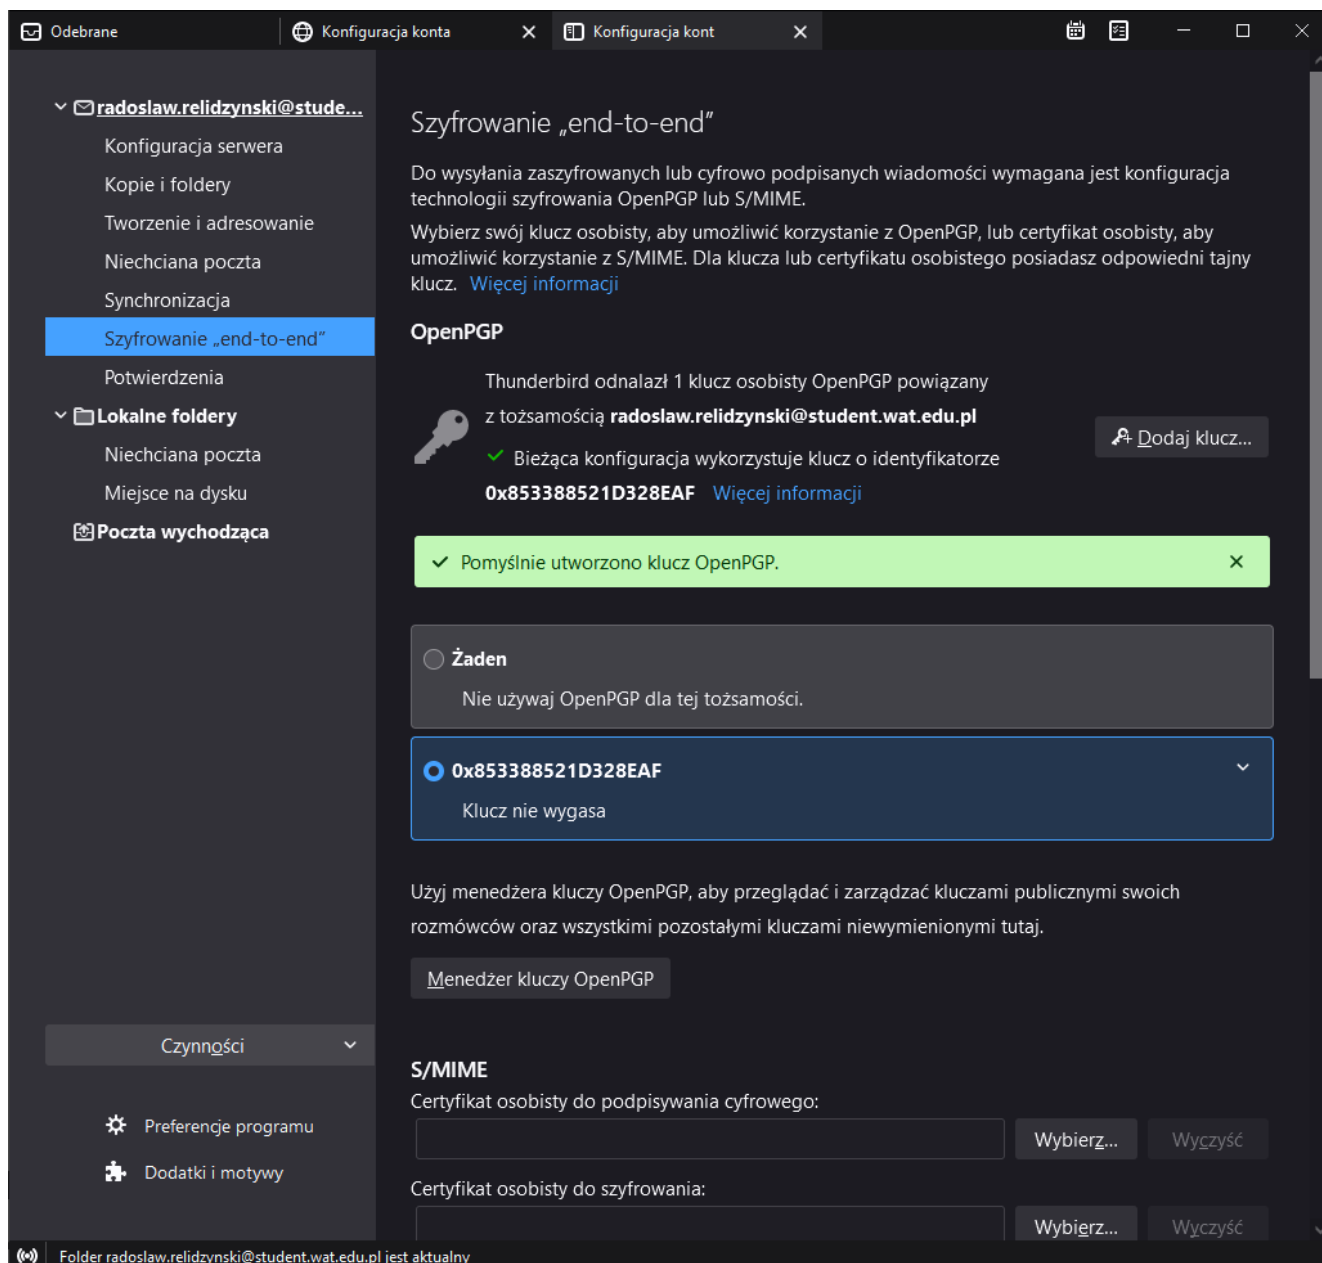 Odebrane
Konfiguracja konta
Konfiguracja kont
radoslaw.relidzynski@stude...
Konfiguracja serwera
Kopie i foldery
Tworzenie i adresowanie
Niechciana poczta
Synchronizacja
Szyfrowanie „end-to-end”
Potwierdzenia
Lokalne foldery
Niechciana poczta
Miejsce na dysku
Poczta wychodząca
Czynności
Preferencje programu
Dodatki i motywy
Szyfrowanie „end-to-end”
Do wysyłania zaszyfrowanych lub cyfrowo podpisanych wiadomości wymagana jest konfiguracja
technologii szyfrowania OpenPGP lub S/MIME.
Wybierz swój klucz osobisty, aby umożliwić korzystanie z OpenPGP, lub certyfikat osobisty, aby
umożliwić korzystanie z S/MIME. Dla klucza lub certyfikatu osobistego posiadasz odpowiedni tajny
klucz. Więcej informacji
OpenPGP
Thunderbird odnalazł 1 klucz osobisty OpenPGP powiązany
z tożsamością radoslaw.relidzynski@student.wat.edu.pl
Bieżąca konfiguracja wykorzystuje klucz o identyfikatorze
0x853388521D328EAF Więcej informacji
Dodaj klucz...
Pomyślnie utworzono klucz OpenPGP.
Żaden
Nie używaj OpenPGP dla tej tożsamości.
0x853388521D328EAF
Klucz nie wygasa
Użyj menedżera kluczy OpenPGP, aby przeglądać i zarządzać kluczami publicznymi swoich
rozmówców oraz wszystkimi pozostałymi kluczami niewymienionymi tutaj.
Menedżer kluczy OpenPGP
S/MIME
Certyfikat osobisty do podpisywania cyfrowego:
Wybierz... Wyczyść
Certyfikat osobisty do szyfrowania:
Wybierz... Wyczyść
Folder radoslaw.relidzynski@student.wat.edu.pl jest aktualny